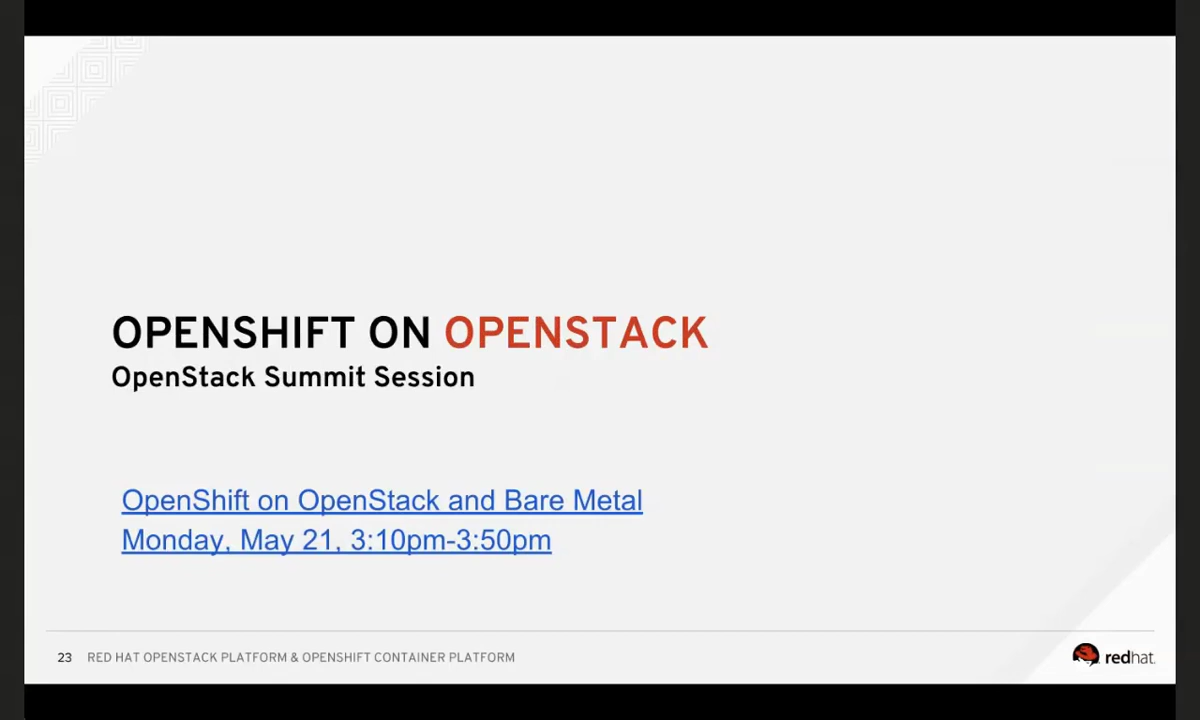 OPENSHIFT ON OPENSTACK
OpenStack Summit Session
OpenShift on OpenStack and Bare Metal
Monday, May 21, 3:10pm-3:50pm
23 RED HAT OPENSTACK PLATFORM & OPENSHIFT CONTAINER PLATFORM
redhat.